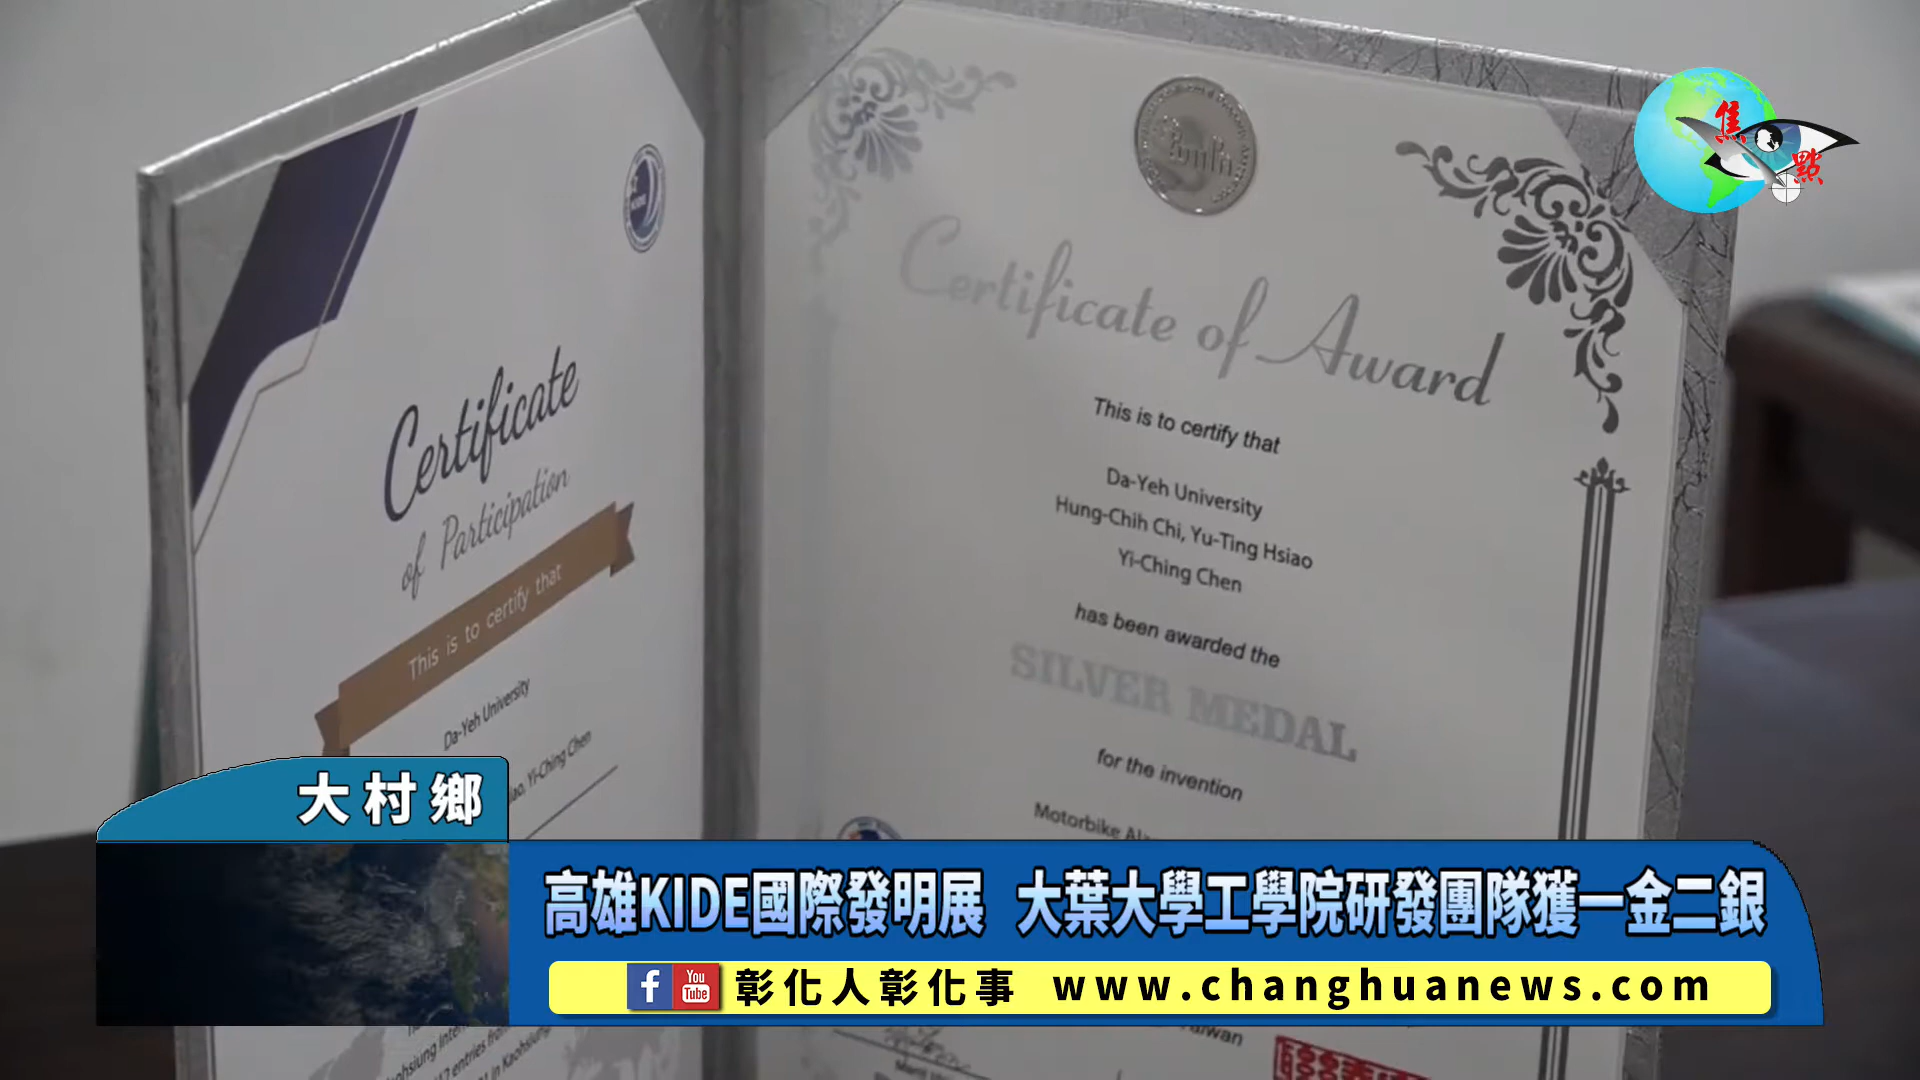 焦
點
KIDE
Certificate
of Participation
This is to certify that
Da-Yeh University
Yi-Ching Chen
Certificate of Award
This is to certify that
Da-Yeh University
Hung-Chih Chi, Yu-Ting Hsiao
Yi-Ching Chen
has been awarded the
SILVER MEDAL
for the invention
Motorbike
大村鄉
高雄KIDE國際發明展 大葉大學工學院研發團隊獲一金二銀
f You Tube 彰化人彰化事 www.changhuanews.com